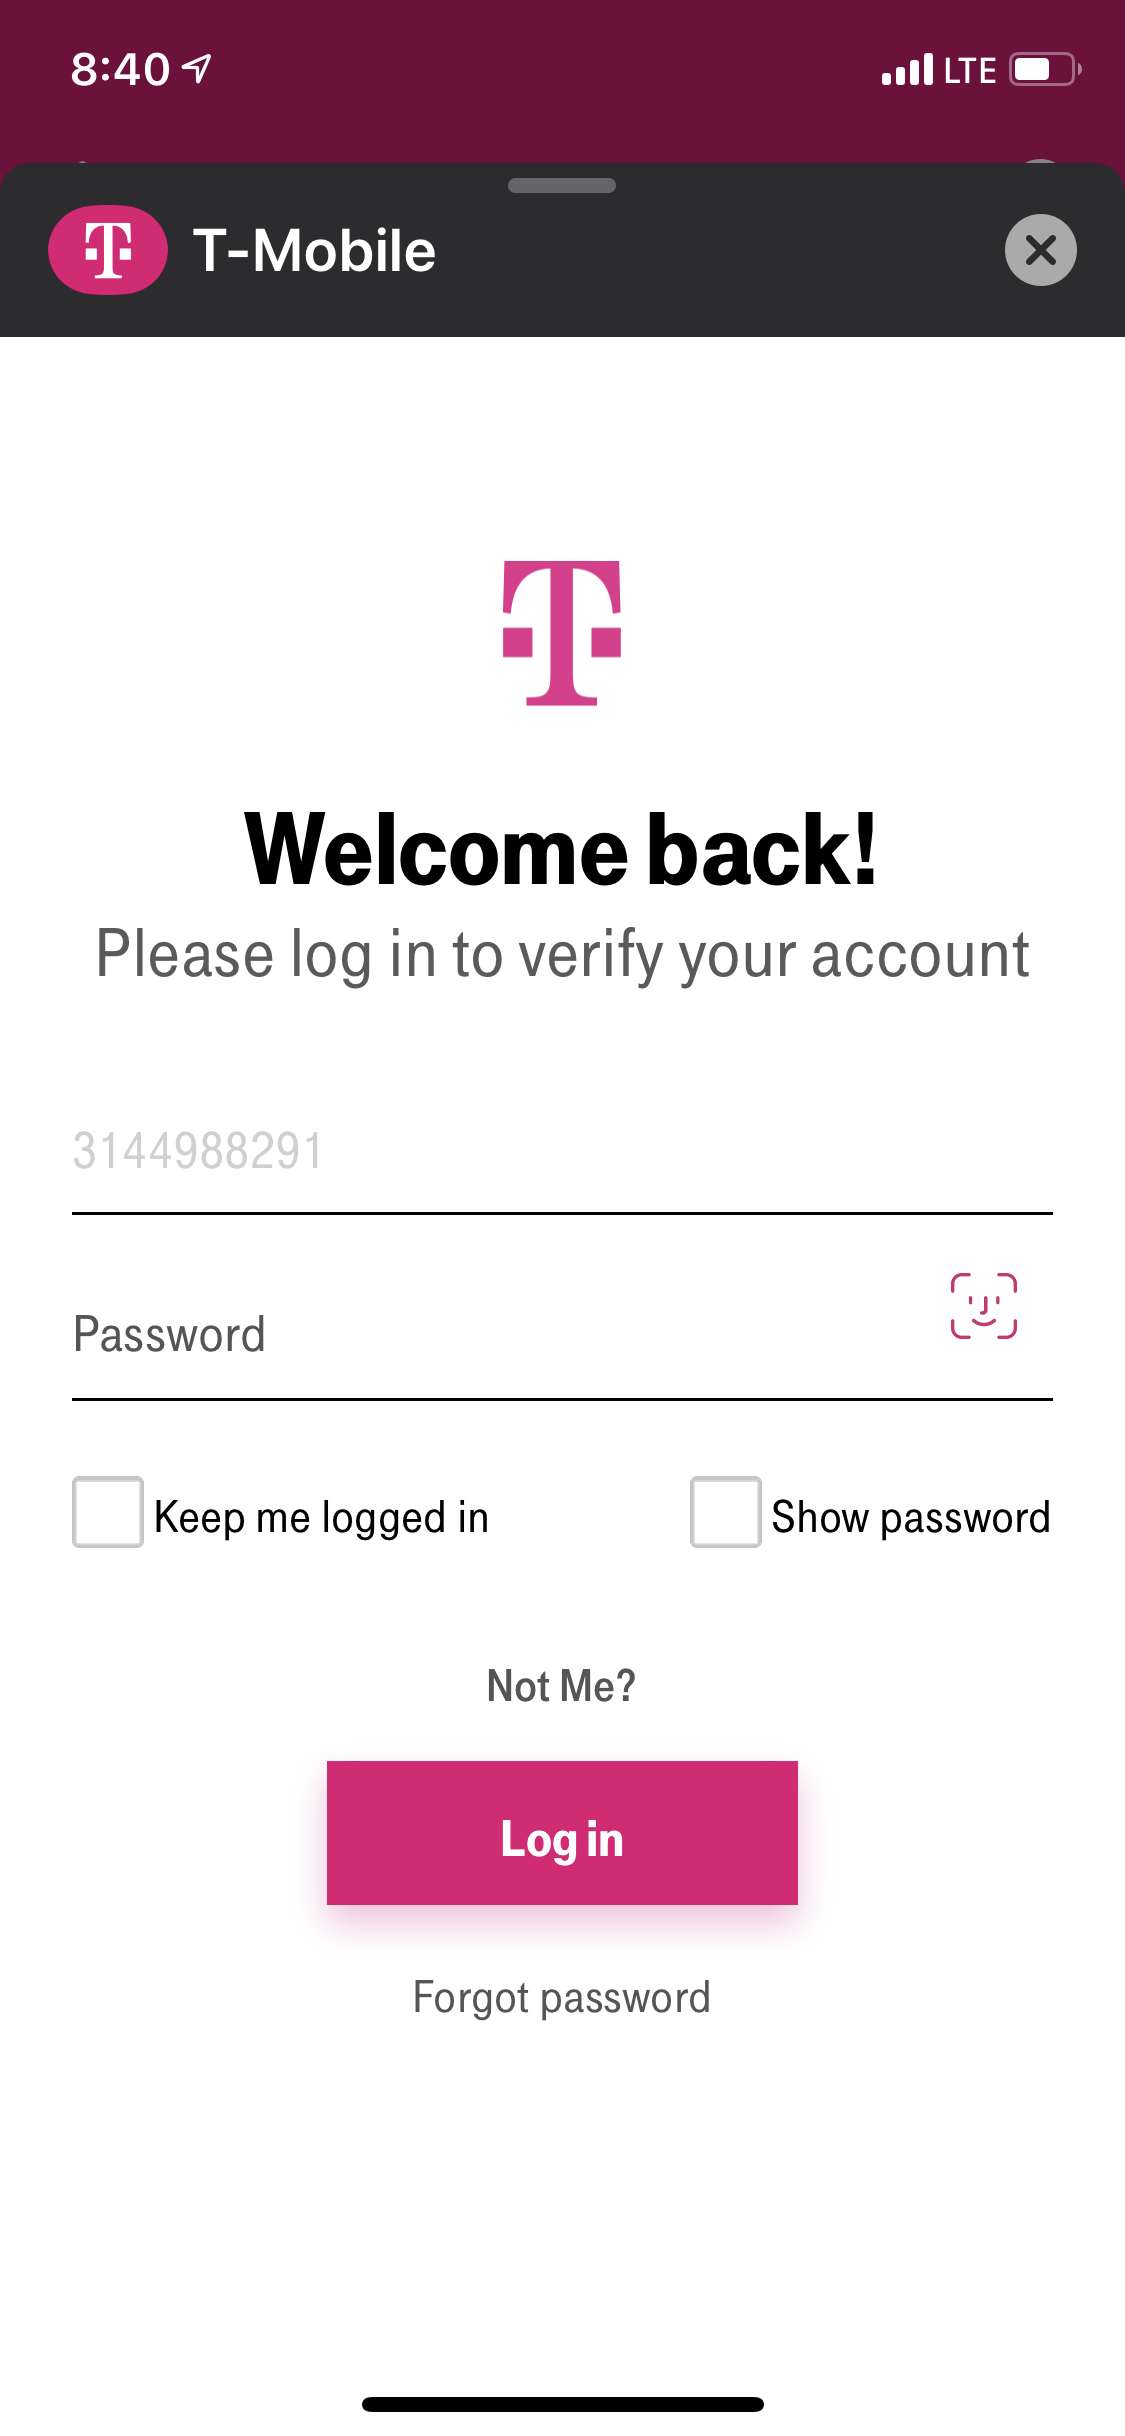 8:40
LTE
T-Mobile
Welcome back!
Please log in to verify your account
3144988291
Password
Keep me logged in
Show password
Not Me?
Log in
Forgot password